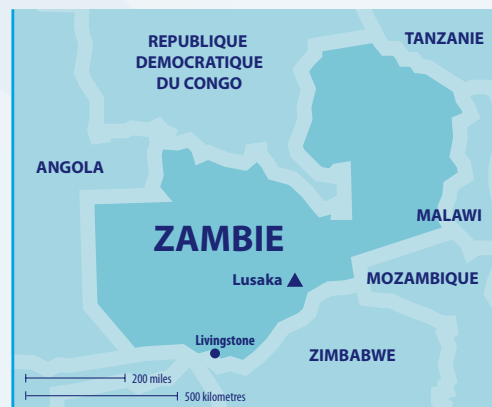 REPUBLIQUE
DEMOCRATIQUE
DU CONGO
TANZANIE
ANGOLA
ZAMBIE
MALAWI
Lusaka
MOZAMBIQUE
Livingstone
ZIMBABWE
200 miles
500 kilometres